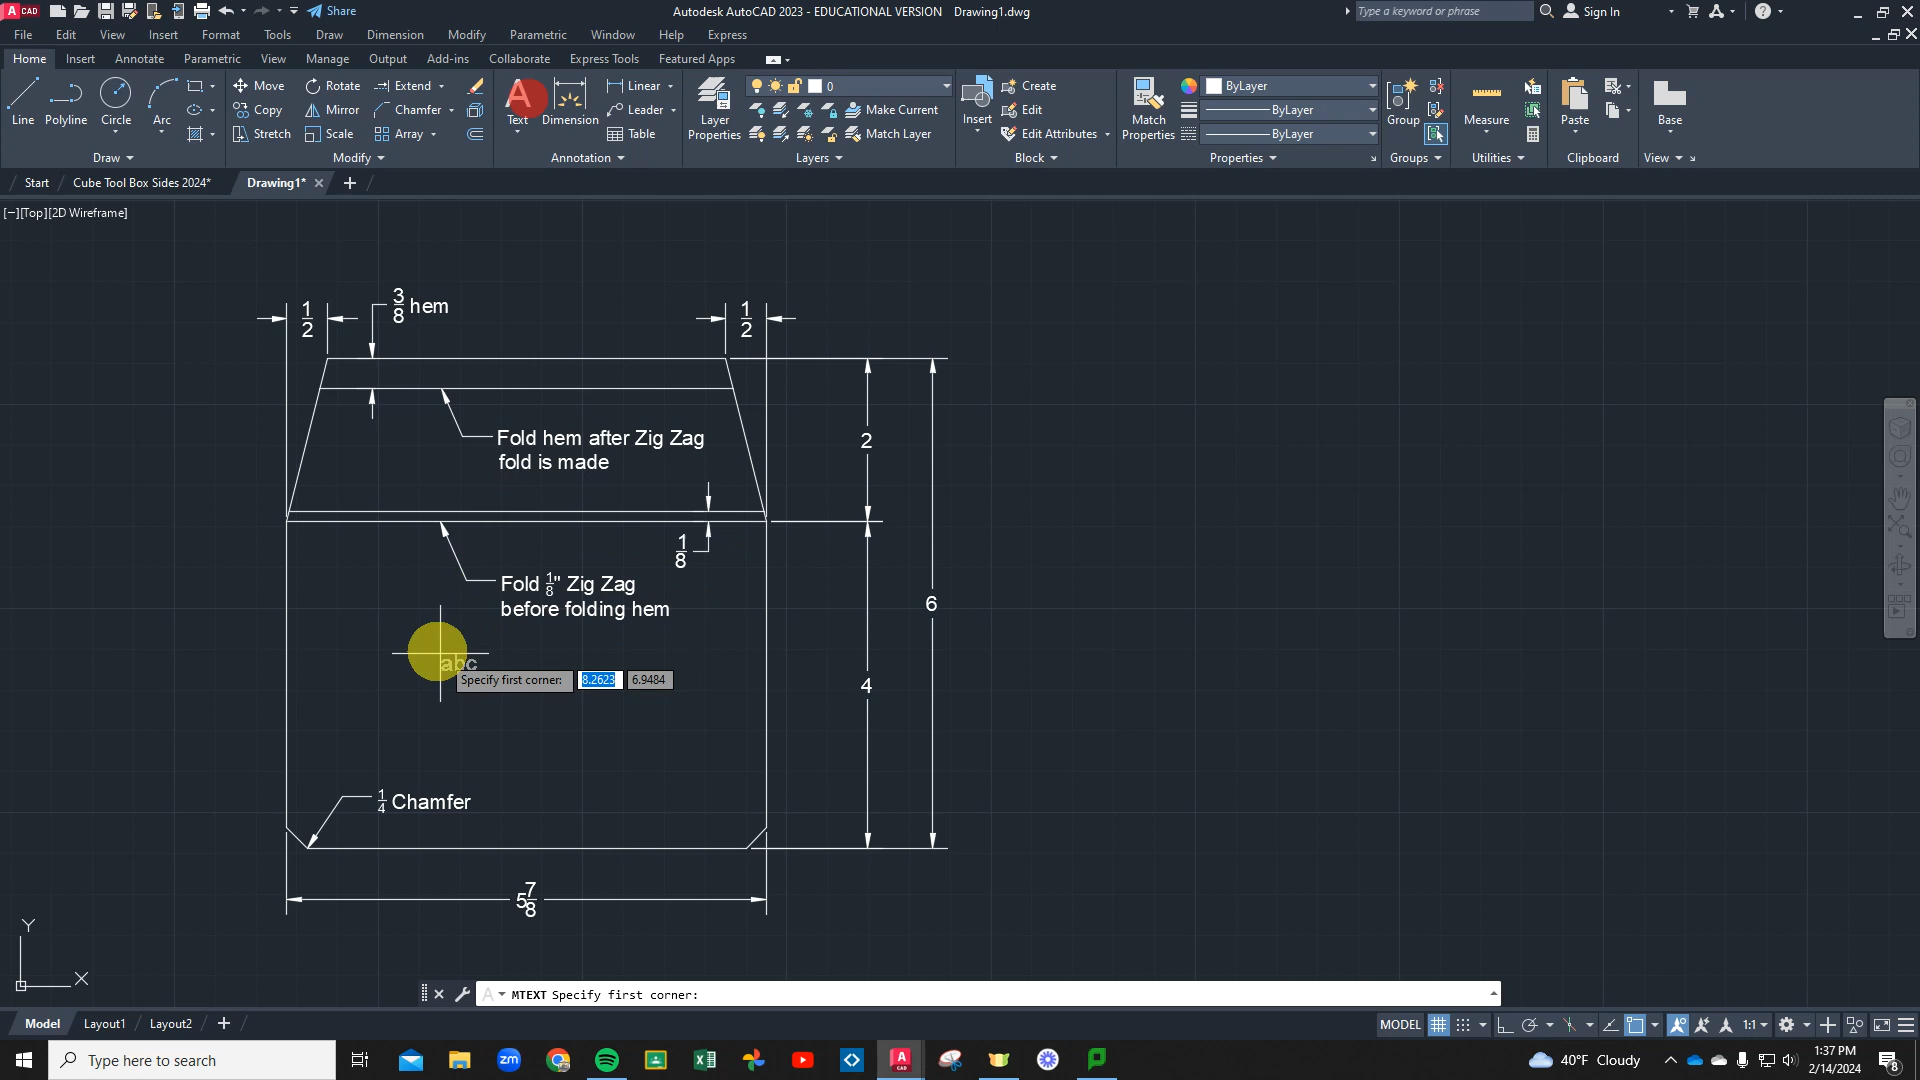 A CAD Share Autodesk AutoCAD 2023 - EDUCATIONAL VERSION Drawing1.dwg Type a keyword or phrase Sign In
File Edit View Insert Format Tools Draw Dimension Modify Parametric Window Help Express
Home Insert Annotate Parametric View Manage Output Add-ins Collaborate Express Tools Featured Apps
Line Polyline Circle Arc
Move Rotate Extend
Copy Mirror Chamfer
Stretch Scale Array
Text Dimension
Linear
Leader
Table
Layer
Properties
0
Make Current
Match Layer
Insert
Create
Edit
Edit Attributes
Match
Properties
ByLayer
ByLayer
ByLayer
Group Measure Paste Base
Draw Modify Annotation Layers Block Properties Groups Utilities Clipboard View
Start Cube Tool Box Sides 2024* Drawing1*
[−][Top][2D Wireframe]
1/2
3/8 hem
1/2
Fold hem after Zig Zag
fold is made
2
1/8
Fold 1/8" Zig Zag
before folding hem
6
abc
Specify first corner: 8.2623 6.9484
4
1/4 Chamfer
5 7/8
Y
X
MTEXT Specify first corner:
Model Layout1 Layout2 MODEL 1:1
Type here to search
zm
A
CAD
40°F Cloudy
1:37 PM
2/14/2024
8